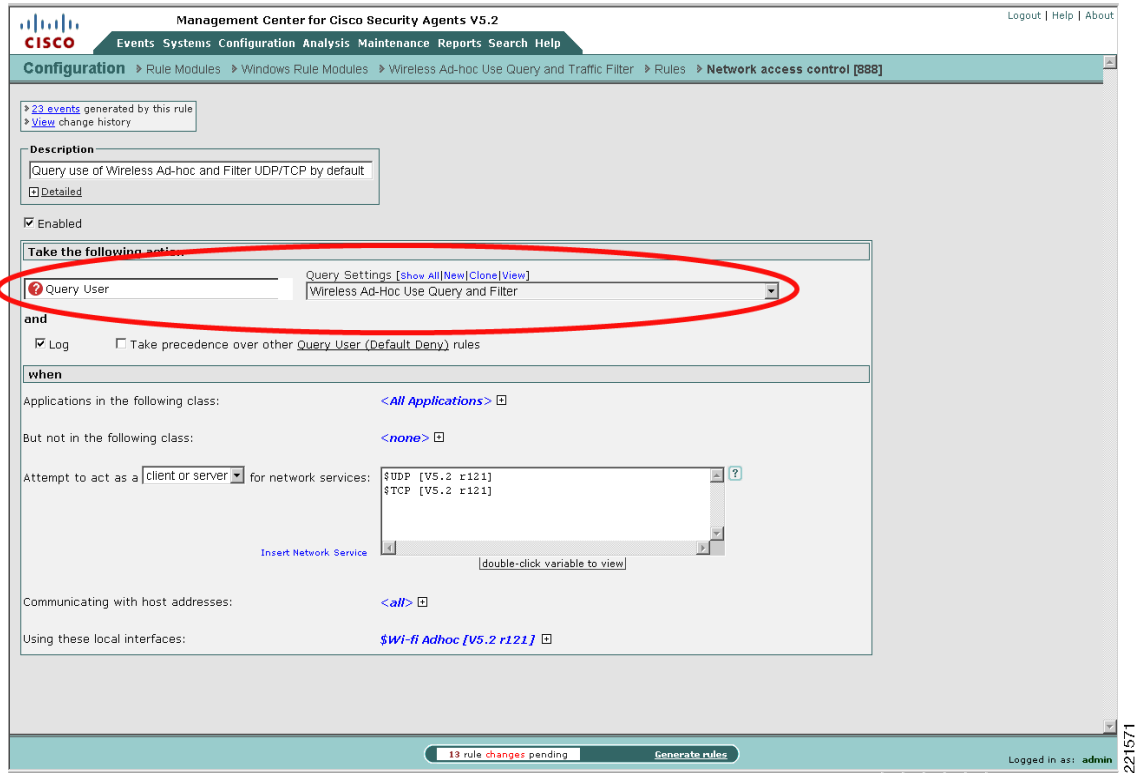 Management Center for Cisco Security Agents V5.2
Logout | Help | About
CISCO
Events Systems Configuration Analysis Maintenance Reports Search Help
Configuration > Rule Modules > Windows Rule Modules > Wireless Ad-hoc Use Query and Traffic Filter > Rules > Network access control [888]
> 23 events generated by this rule
> View change history
Description
Query use of Wireless Ad-hoc and Filter UDP/TCP by default
+ Detailed
Enabled
Take the following action
Query Settings [Show All|New|Clone|View]
? Query User
Wireless Ad-Hoc Use Query and Filter
and
Log
Take precedence over other Query User (Default Deny) rules
when
Applications in the following class: <All Applications> +
But not in the following class: <none> +
Attempt to act as a client or server for network services:
$UDP [V5.2 r121]
$TCP [V5.2 r121]
?
Insert Network Service
double-click variable to view
Communicating with host addresses: <all> +
Using these local interfaces: $Wi-fi Adhoc [V5.2 r121] +
13 rule changes pending
Generate rules
Logged in as: admin
221571